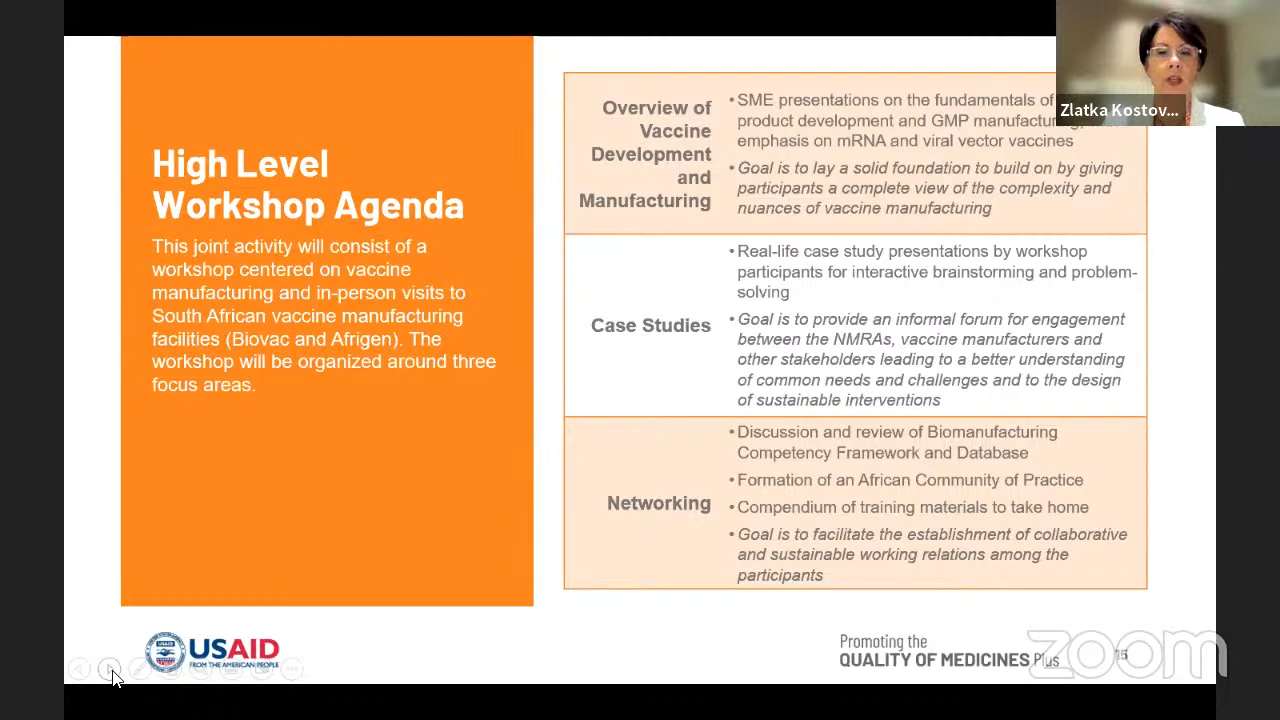 High Level
Workshop Agenda
This joint activity will consist of a
workshop centered on vaccine
manufacturing and in-person visits to
South African vaccine manufacturing
facilities (Biovac and Afrigen). The
workshop will be organized around three
focus areas.
Overview of
Vaccine
Development
and
Manufacturing
•SME presentations on the fundamentals of
product development and GMP manufacturing,
emphasis on mRNA and viral vector vaccines
•Goal is to lay a solid foundation to build on by giving
participants a complete view of the complexity and
nuances of vaccine manufacturing
Case Studies
•Real-life case study presentations by workshop
participants for interactive brainstorming and problem-
solving
•Goal is to provide an informal forum for engagement
between the NMRAs, vaccine manufacturers and
other stakeholders leading to a better understanding
of common needs and challenges and to the design
of sustainable interventions
Networking
•Discussion and review of Biomanufacturing
Competency Framework and Database
•Formation of an African Community of Practice
•Compendium of training materials to take home
•Goal is to facilitate the establishment of collaborative
and sustainable working relations among the
participants
Zlatka Kostov...
USAID
FROM THE AMERICAN PEOPLE
Promoting the
QUALITY OF MEDICINES Plus
15
zoom